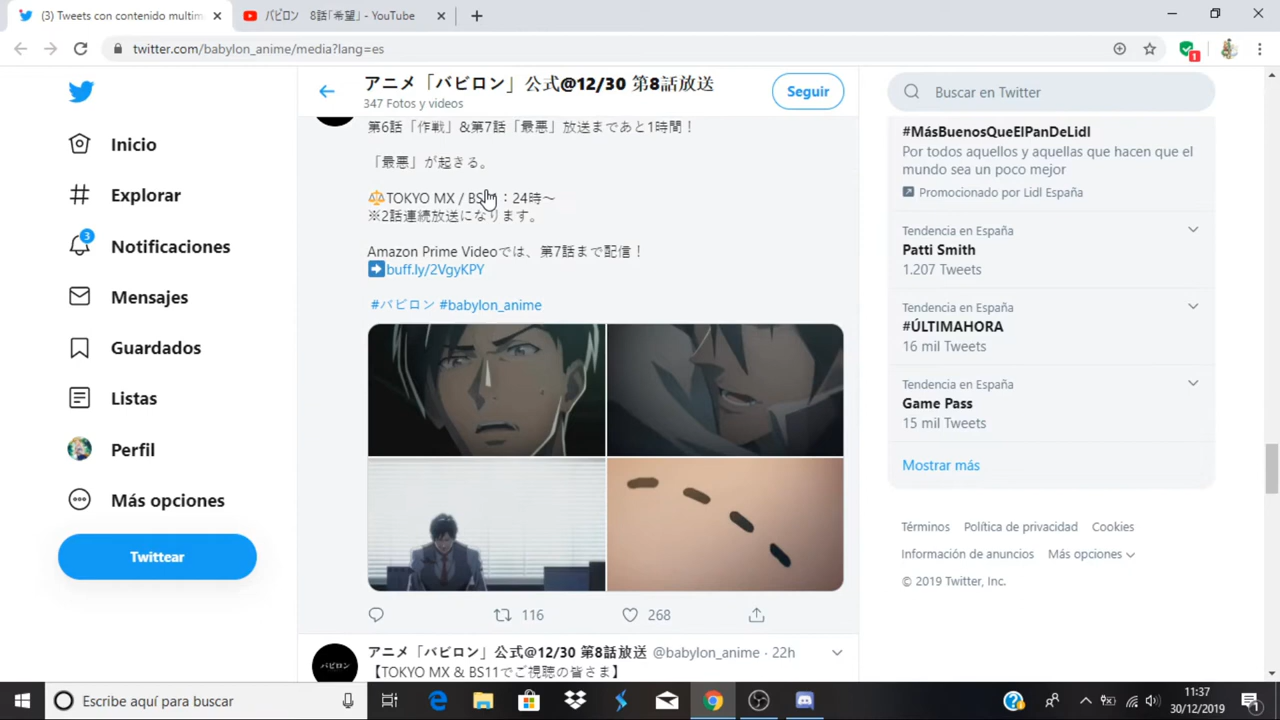 (3) Tweets con contenido multim
バビロン 8話「希望」 - YouTube
twitter.com/babylon_anime/media?lang=es
1
Inicio
Explorar
3
Notificaciones
Mensajes
Guardados
Listas
Perfil
Más opciones
Twittear
アニメ「バビロン」公式@12/30 第8話放送
347 Fotos y videos
Seguir
第6話「作戦」&第7話「最悪」放送まであと1時間！
「最悪」が起きる。
TOKYO MX / BS11：24時～
※2話連続放送になります。
Amazon Prime Videoでは、第7話まで配信！
buff.ly/2VgyKPY
#バビロン #babylon_anime
116
268
アニメ「バビロン」公式@12/30 第8話放送 @babylon_anime · 22h
バビロン
【TOKYO MX & BS11でご視聴の皆さま】
Buscar en Twitter
#MásBuenosQueElPanDeLidl
Por todos aquellos y aquellas que hacen que el
mundo sea un poco mejor
Promocionado por Lidl España
Tendencia en España
Patti Smith
1.207 Tweets
Tendencia en España
#ÚLTIMAHORA
16 mil Tweets
Tendencia en España
Game Pass
15 mil Tweets
Mostrar más
Términos Política de privacidad Cookies
Información de anuncios Más opciones
© 2019 Twitter, Inc.
Escribe aquí para buscar
11:37
30/12/2019
1